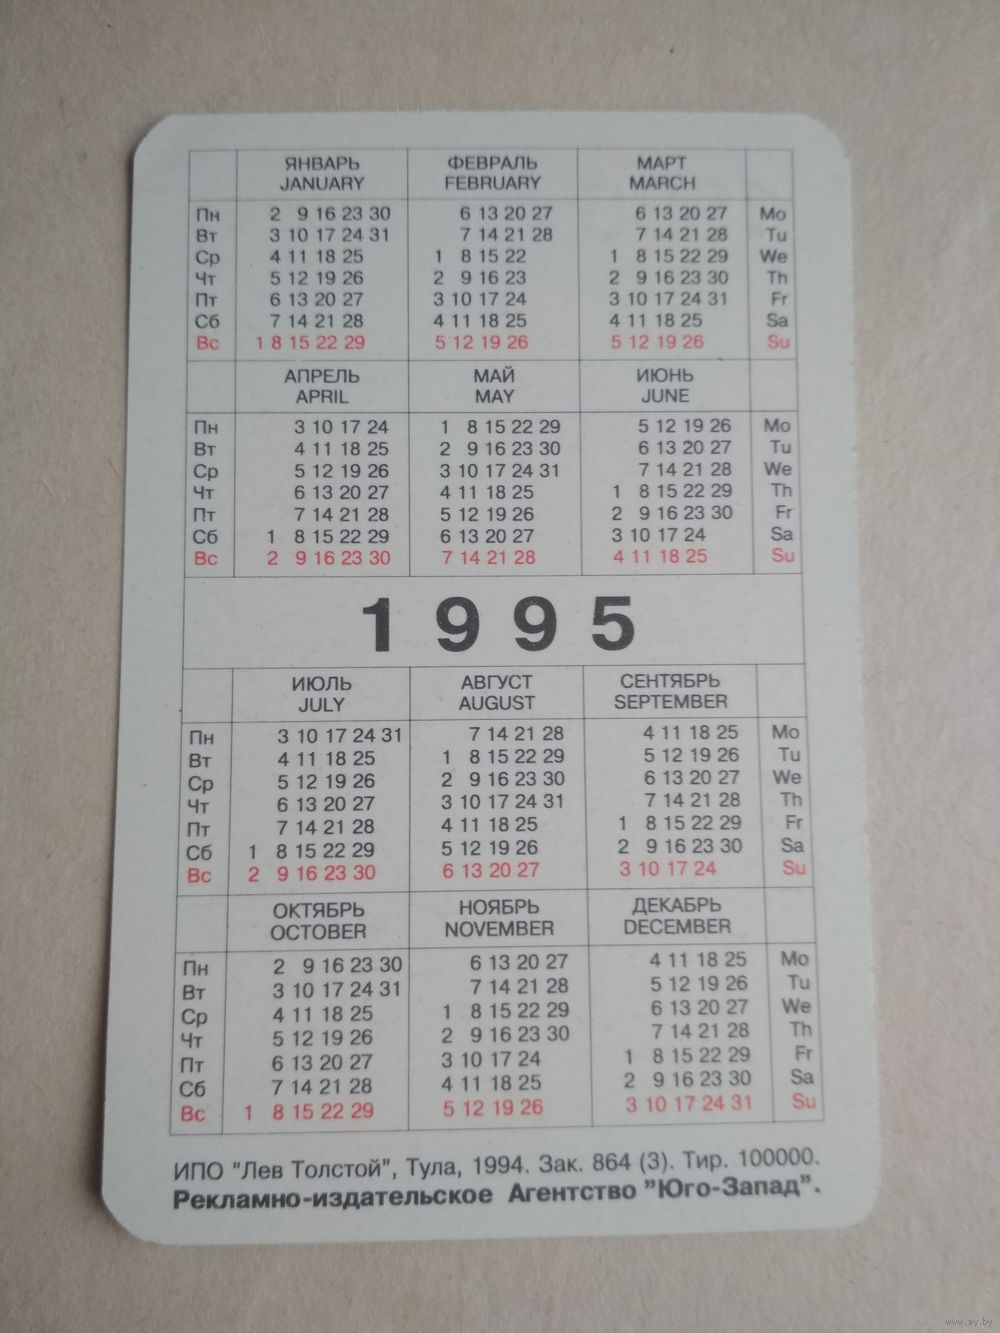 ЯНВАРЬ ФЕВРАЛЬ МАРТ
JANUARY FEBRUARY MARCH
Пн 2 9 16 23 30 6 13 20 27 6 13 20 27 Mo
Вт 3 10 17 24 31 7 14 21 28 7 14 21 28 Tu
Ср 4 11 18 25 1 8 15 22 1 8 15 22 29 We
Чт 5 12 19 26 2 9 16 23 2 9 16 23 30 Th
Пт 6 13 20 27 3 10 17 24 3 10 17 24 31 Fr
Сб 7 14 21 28 4 11 18 25 4 11 18 25 Sa
Вс 1 8 15 22 29 5 12 19 26 5 12 19 26 Su
АПРЕЛЬ МАЙ ИЮНЬ
APRIL MAY JUNE
Пн 3 10 17 24 1 8 15 22 29 5 12 19 26 Mo
Вт 4 11 18 25 2 9 16 23 30 6 13 20 27 Tu
Ср 5 12 19 26 3 10 17 24 31 7 14 21 28 We
Чт 6 13 20 27 4 11 18 25 1 8 15 22 29 Th
Пт 7 14 21 28 5 12 19 26 2 9 16 23 30 Fr
Сб 1 8 15 22 29 6 13 20 27 3 10 17 24 Sa
Вс 2 9 16 23 30 7 14 21 28 4 11 18 25 Su
1995
ИЮЛЬ АВГУСТ СЕНТЯБРЬ
JULY AUGUST SEPTEMBER
Пн 3 10 17 24 31 7 14 21 28 4 11 18 25 Mo
Вт 4 11 18 25 1 8 15 22 29 5 12 19 26 Tu
Ср 5 12 19 26 2 9 16 23 30 6 13 20 27 We
Чт 6 13 20 27 3 10 17 24 31 7 14 21 28 Th
Пт 7 14 21 28 4 11 18 25 1 8 15 22 29 Fr
Сб 1 8 15 22 29 5 12 19 26 2 9 16 23 30 Sa
Вс 2 9 16 23 30 6 13 20 27 3 10 17 24 Su
ОКТЯБРЬ НОЯБРЬ ДЕКАБРЬ
OCTOBER NOVEMBER DECEMBER
Пн 2 9 16 23 30 6 13 20 27 4 11 18 25 Mo
Вт 3 10 17 24 31 7 14 21 28 5 12 19 26 Tu
Ср 4 11 18 25 1 8 15 22 29 6 13 20 27 We
Чт 5 12 19 26 2 9 16 23 30 7 14 21 28 Th
Пт 6 13 20 27 3 10 17 24 1 8 15 22 29 Fr
Сб 7 14 21 28 4 11 18 25 2 9 16 23 30 Sa
Вс 1 8 15 22 29 5 12 19 26 3 10 17 24 31 Su
ИПО "Лев Толстой", Тула, 1994. Зак. 864 (3). Тир. 100000.
Рекламно-издательское Агентство "Юго-Запад".
www.ay.by